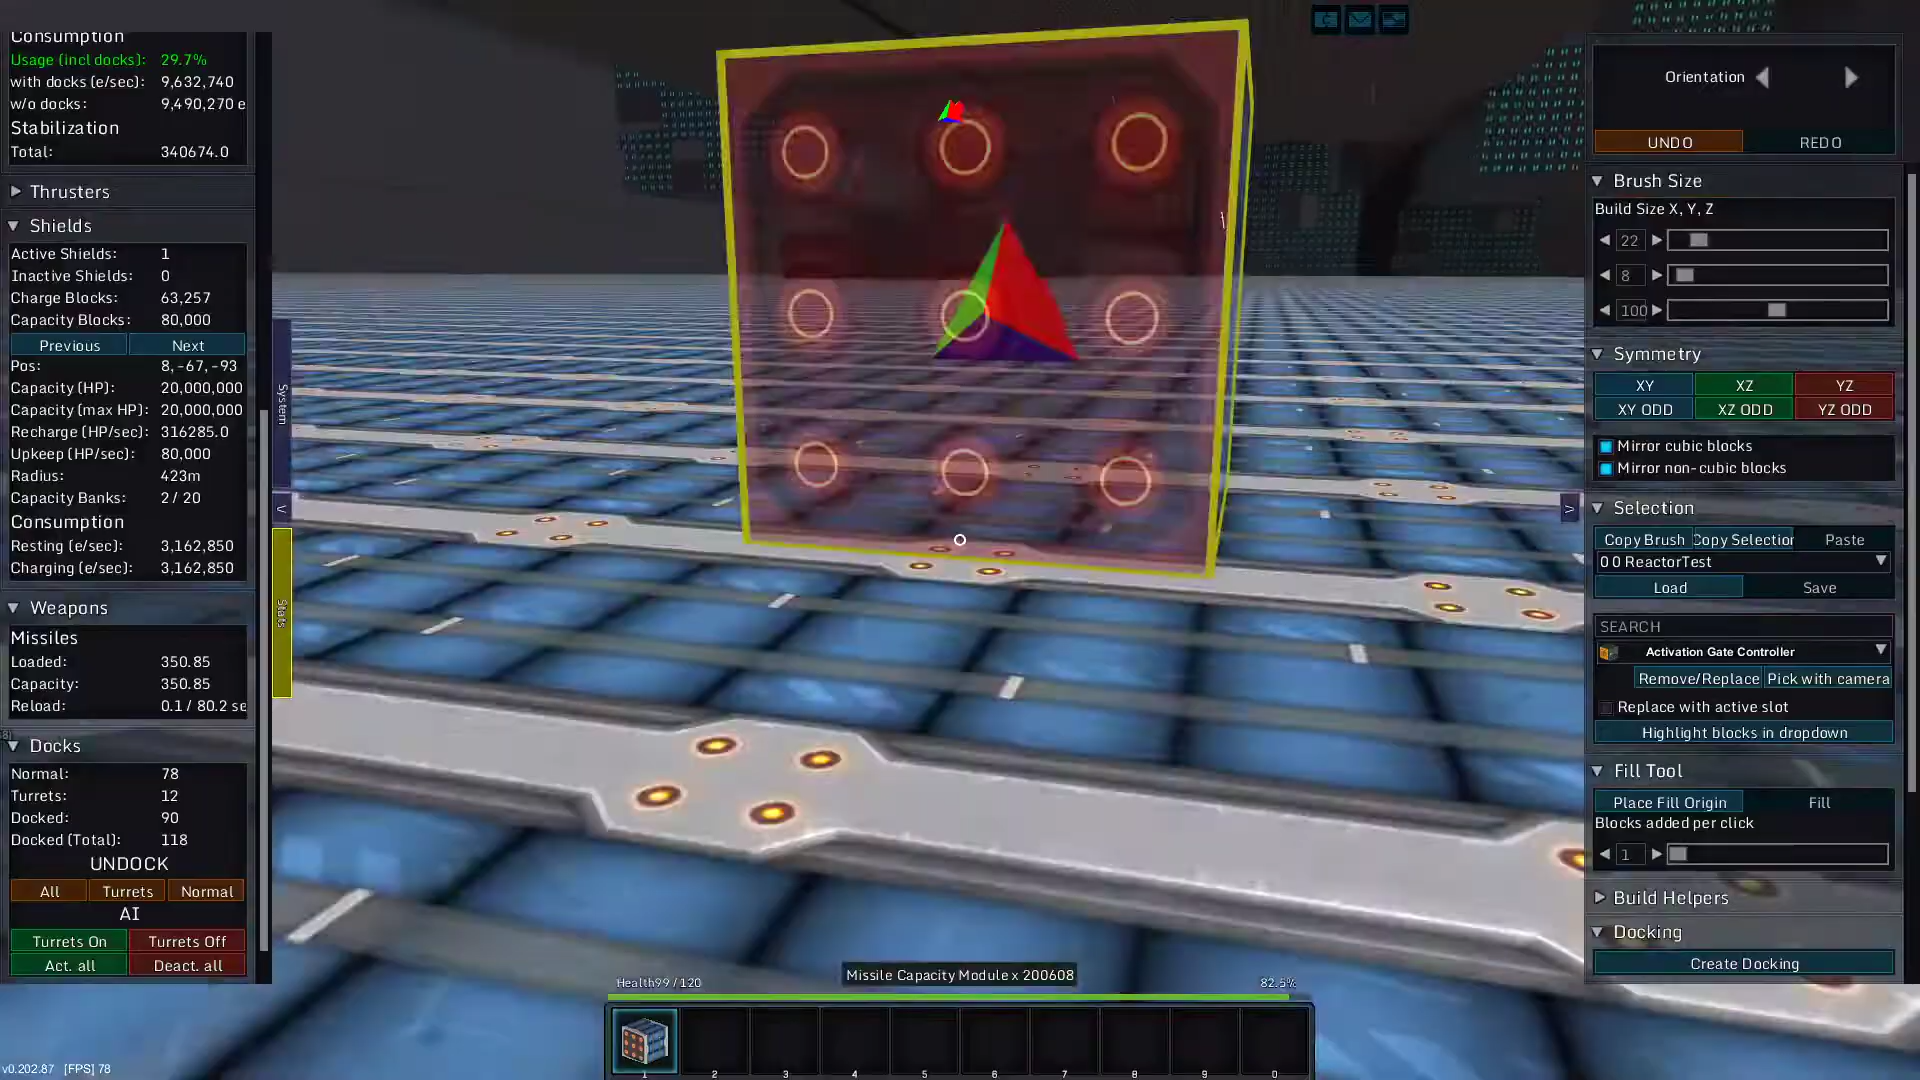 Consumption
Usage (incl docks): 29.7%
with docks (e/sec): 9,632,740
w/o docks: 9,490,270 e
Stabilization
Total: 340674.0
Thrusters
Shields
Active Shields: 1
Inactive Shields: 0
Charge Blocks: 63,257
Capacity Blocks: 80,000
Previous Next
Pos: 8,-67,-93
Capacity (HP): 20,000,000
Capacity (max HP): 20,000,000
Recharge (HP/sec): 316285.0
Upkeep (HP/sec): 80,000
Radius: 423m
Capacity Banks: 2 / 20
Consumption
Resting (e/sec): 3,162,850
Charging (e/sec): 3,162,850
Weapons
Missiles
Loaded: 350.85
Capacity: 350.85
Reload: 0.1 / 80.2 se
Docks
Normal: 78
Turrets: 12
Docked: 90
Docked (Total): 118
UNDOCK
All Turrets Normal
AI
Turrets On Turrets Off
Act. all Deact. all
v0.202.87 [FPS] 78
System
V
Stats
Missile Capacity Module x 200608
Health99 / 120
82.5%
1 2 3 4 5 6 7 8 9 0
Orientation
UNDO REDO
Brush Size
Build Size X, Y, Z
22
8
100
Symmetry
XY XZ YZ
XY ODD XZ ODD YZ ODD
Mirror cubic blocks
Mirror non-cubic blocks
Selection
Copy Brush Copy Selection Paste
0 0 ReactorTest
Load Save
SEARCH
Activation Gate Controller
Remove/Replace Pick with camera
Replace with active slot
Highlight blocks in dropdown
Fill Tool
Place Fill Origin Fill
Blocks added per click
1
Build Helpers
Docking
Create Docking